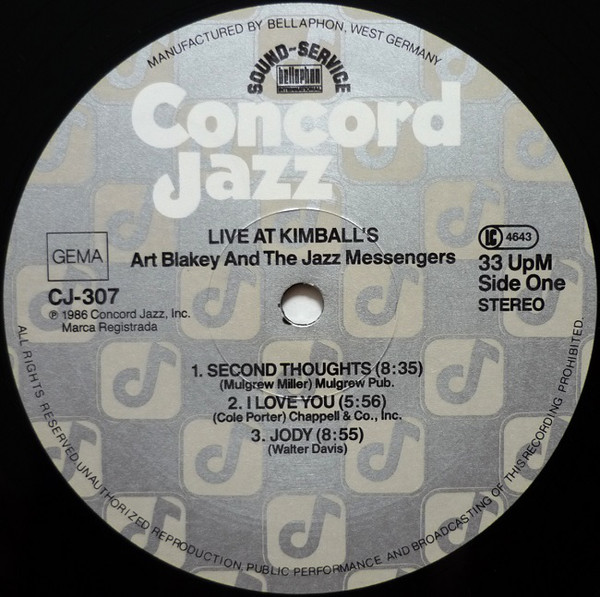 MANUFACTURED BY BELLAPHON, WEST GERMANY
SOUND-SERVICE
bellaphon
INTERNATIONAL
Concord
Jazz
LIVE AT KIMBALL'S
Art Blakey And The Jazz Messengers
GEMA
LC 4643
CJ-307
33 UpM
Side One
STEREO
℗ 1986 Concord Jazz, Inc.
Marca Registrada
1. SECOND THOUGHTS (8:35)
(Mulgrew Miller) Mulgrew Pub.
2. I LOVE YOU (5:56)
(Cole Porter) Chappell & Co., Inc.
3. JODY (8:55)
(Walter Davis)
ALL RIGHTS RESERVED. UNAUTHORIZED REPRODUCTION, PUBLIC PERFORMANCE AND BROADCASTING OF THIS RECORDING PROHIBITED.